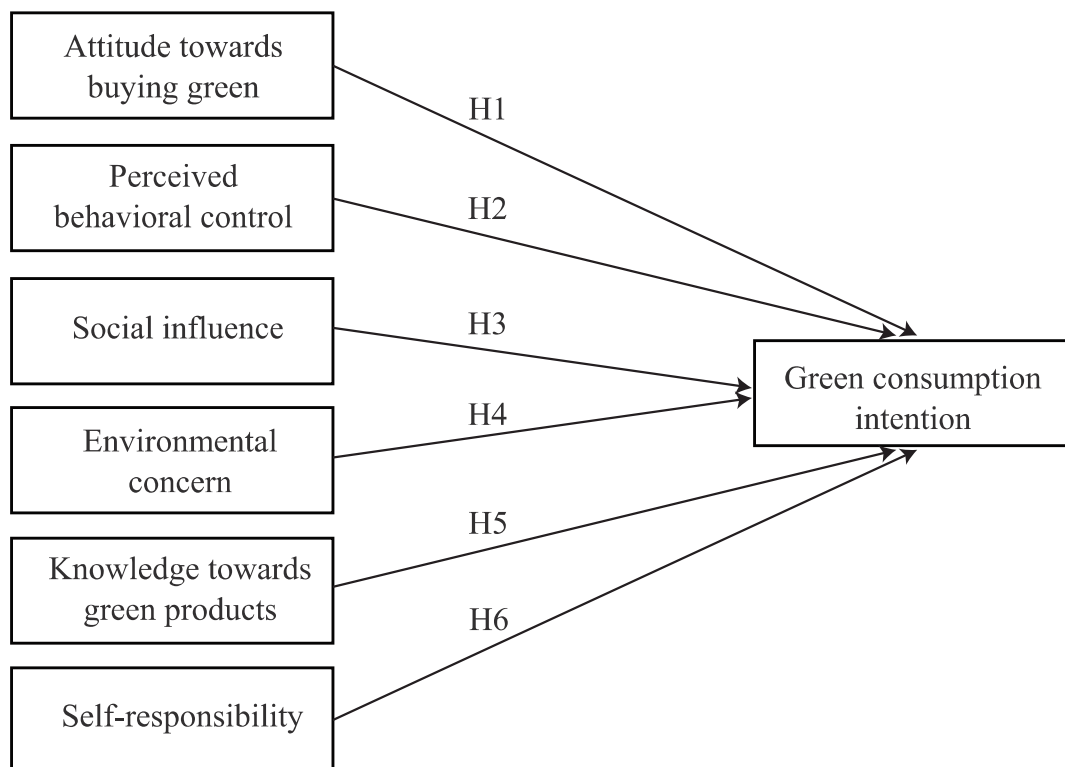 Attitude towards
buying green
H1
Perceived
behavioral control
H2
Social influence
H3
Green consumption
intention
Environmental
concern
H4
Knowledge towards
green products
H5
Self-responsibility
H6